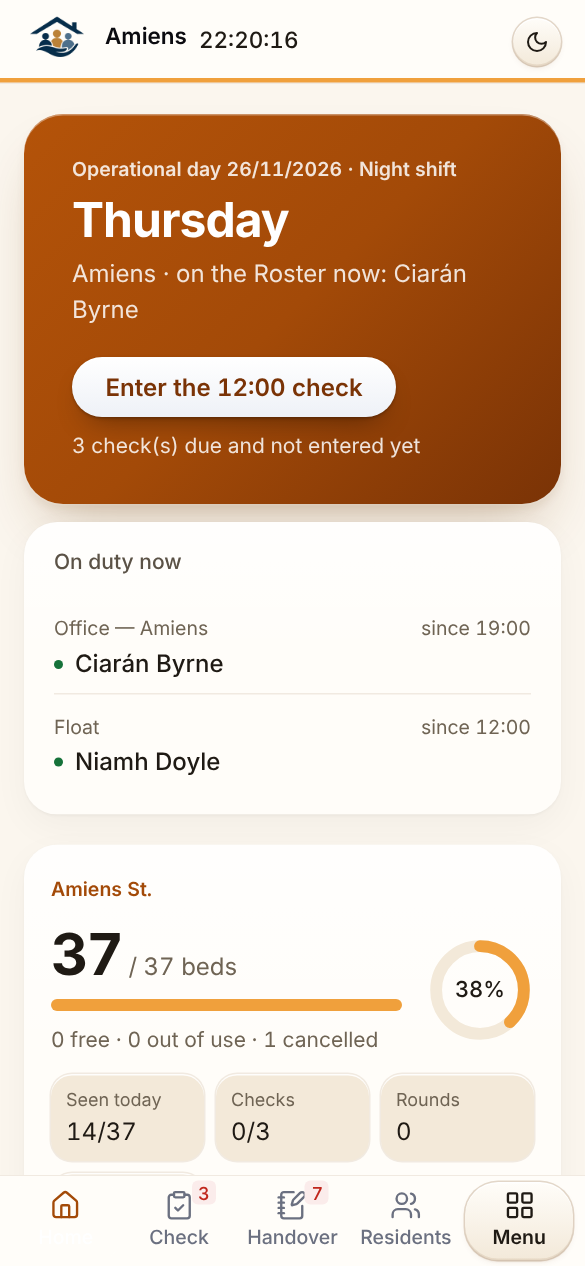 Amiens 22:20:16
Operational day 26/11/2026 · Night shift
Thursday
Amiens · on the Roster now: Ciarán
Byrne
Enter the 12:00 check
3 check(s) due and not entered yet
On duty now
Office — Amiens since 19:00
Ciarán Byrne
Float since 12:00
Niamh Doyle
Amiens St.
37 / 37 beds
38%
0 free · 0 out of use · 1 cancelled
Seen today Checks Rounds
14/37 0/3 0
3 7
Check Handover Residents Menu